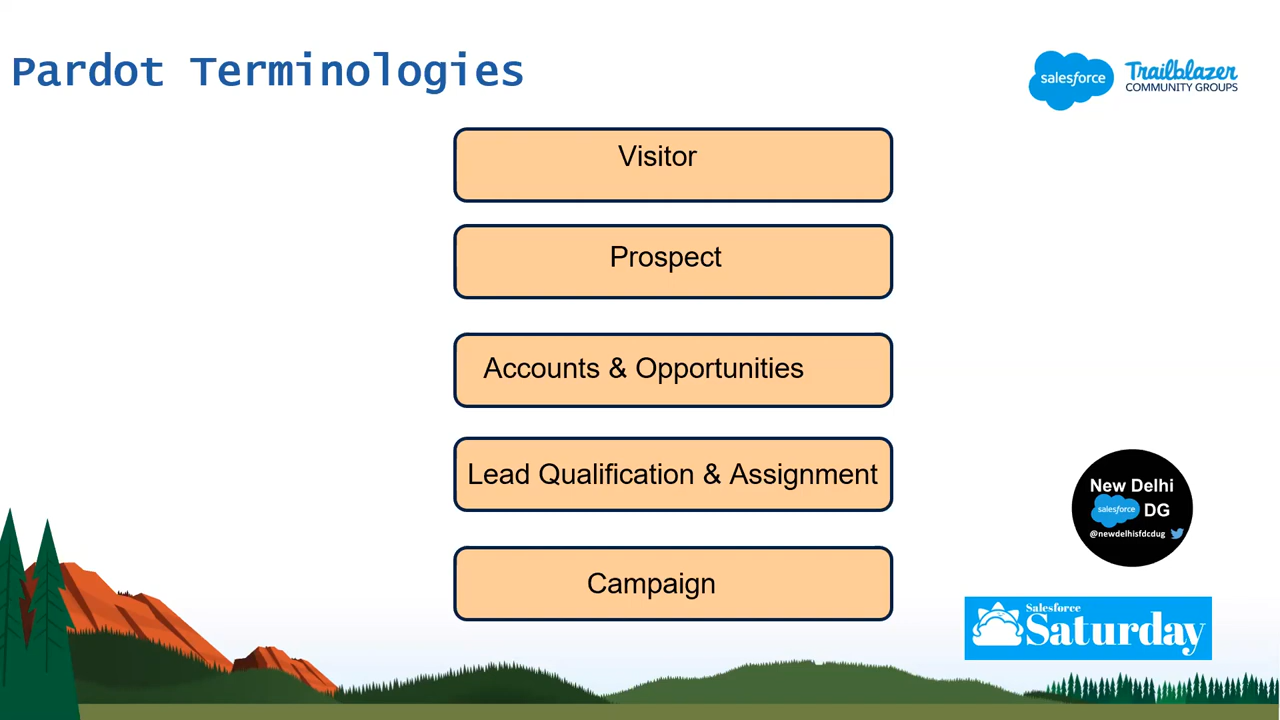 Pardot Terminologies
salesforce
Trailblazer
COMMUNITY GROUPS
Visitor
Prospect
Accounts & Opportunities
Lead Qualification & Assignment
Campaign
New Delhi
salesforce DG
@newdelhisfdcdug
Salesforce
Saturday